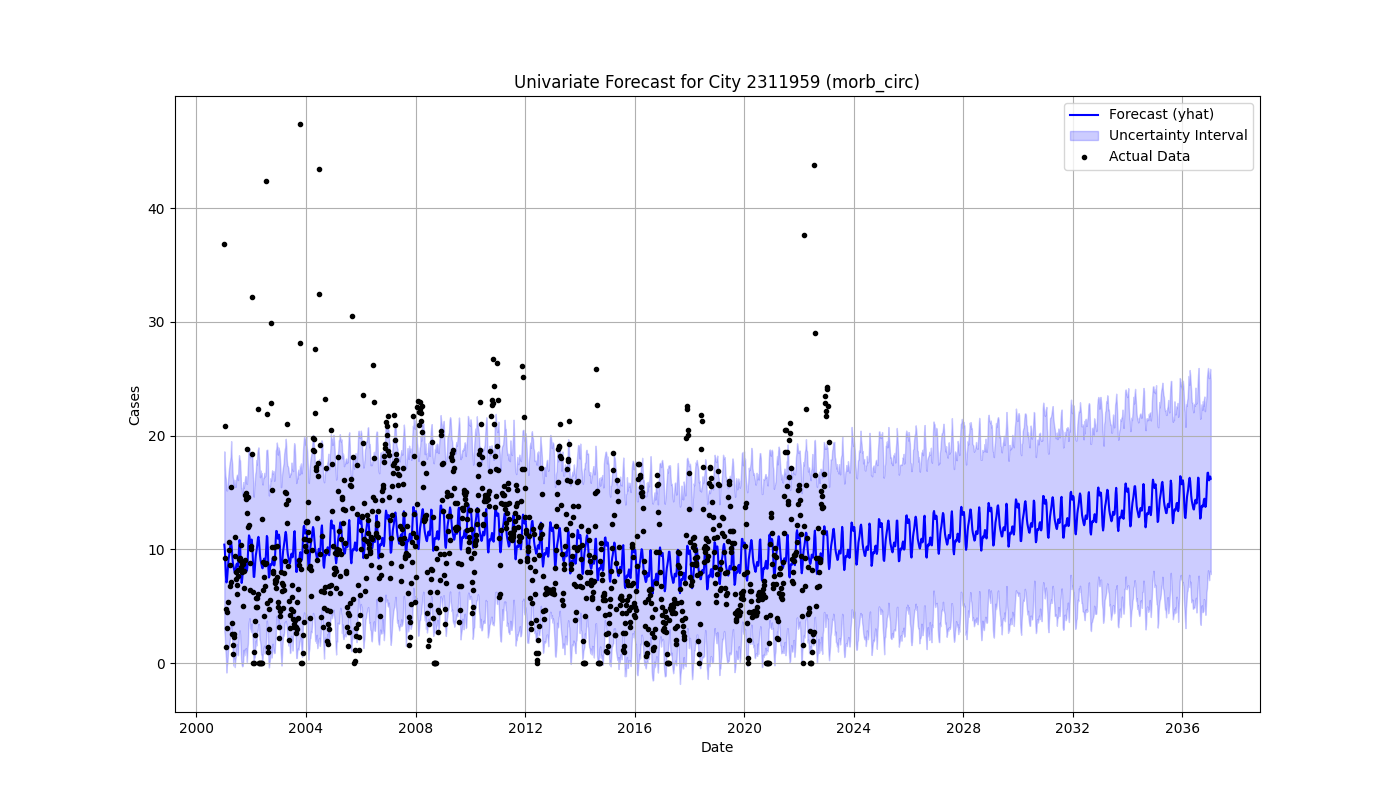 Univariate Forecast for City 2311959 (morb_circ)
Forecast (yhat)
Uncertainty Interval
Actual Data
Cases
40
30
20
10
0
2000 2004 2008 2012 2016 2020 2024 2028 2032 2036
Date